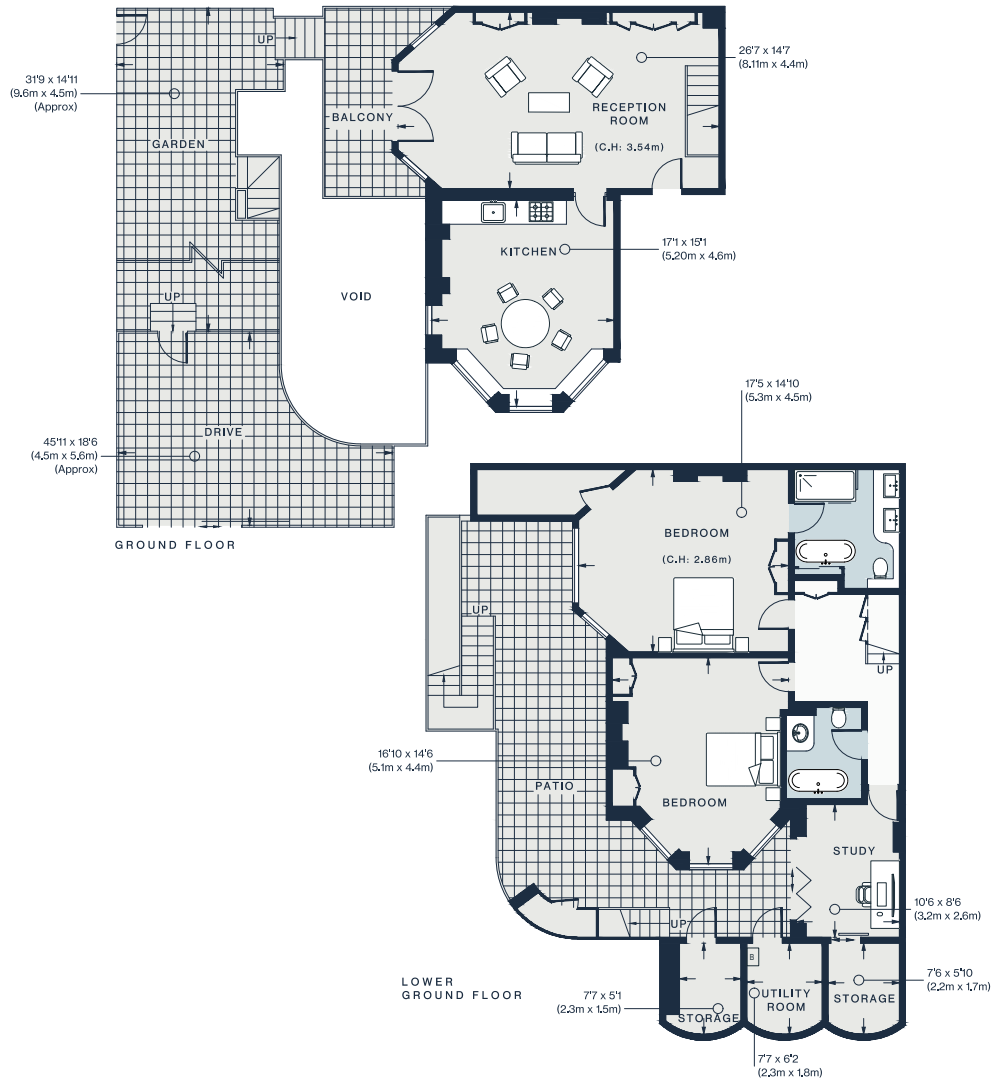 UP
26'7 x 14'7
(8.11m x 4.4m)
31'9 x 14'11
(9.6m x 4.5m)
(Approx)
RECEPTION
ROOM
BALCONY
GARDEN
(C.H: 3.54m)
KITCHEN
17'1 x 15'1
(5.20m x 4.6m)
UP
VOID
17'5 x 14'10
(5.3m x 4.5m)
DRIVE
45'11 x 18'6
(4.5m x 5.6m)
(Approx)
GROUND FLOOR
BEDROOM
(C.H: 2.86m)
UP
UP
16'10 x 14'6
(5.1m x 4.4m)
PATIO
BEDROOM
STUDY
10'6 x 8'6
(3.2m x 2.6m)
UP
B
LOWER
GROUND FLOOR
7'6 x 5'10
(2.2m x 1.7m)
UTILITY
ROOM
STORAGE
7'7 x 5'1
(2.3m x 1.5m)
STORAGE
7'7 x 6'2
(2.3m x 1.8m)